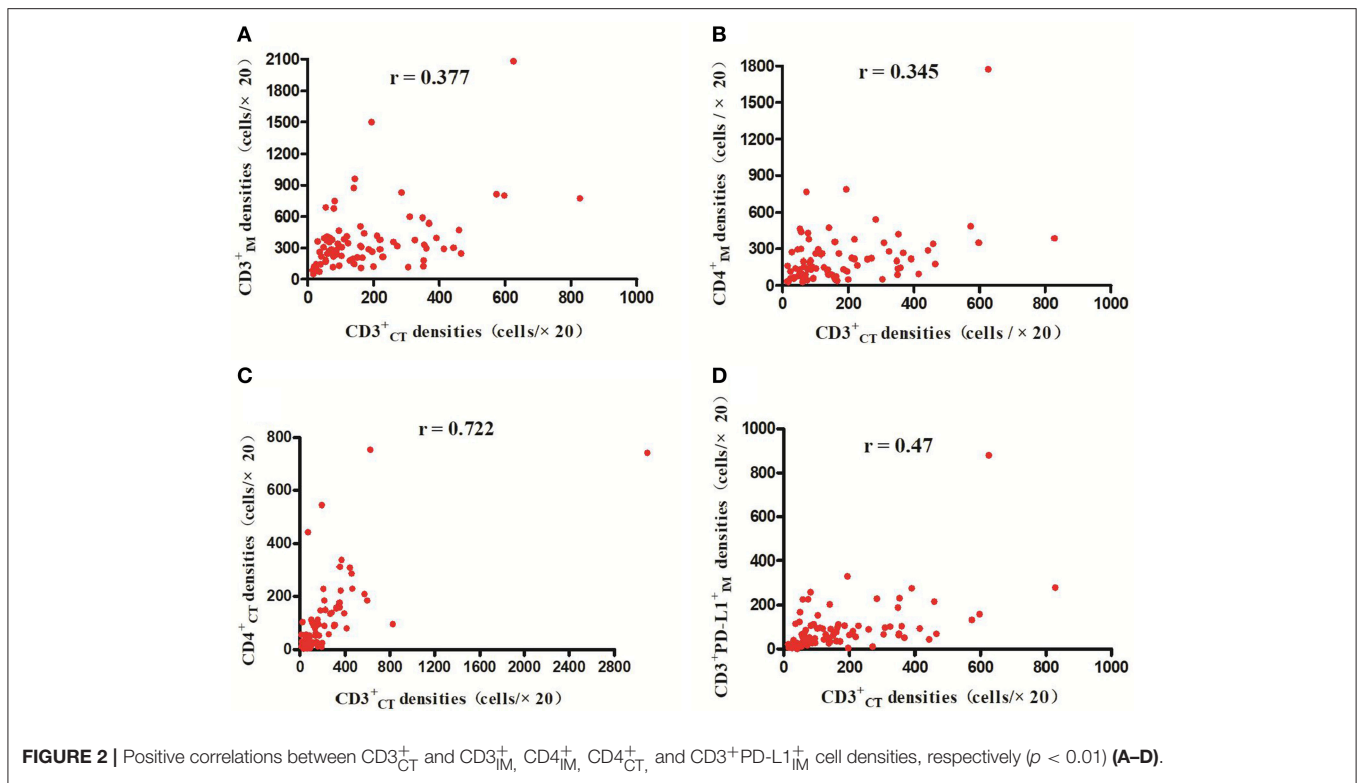 A
r = 0.377
CD3⁺IM densities (cells/× 20)
2100
1800
1500
1200
900
600
300
0
0 200 400 600 800 1000
CD3⁺CT densities (cells/× 20)
B
r = 0.345
CD4⁺IM densities (cells / × 20)
1800
1500
1200
900
600
300
0
0 200 400 600 800 1000
CD3⁺CT densities (cells / × 20)
C
r = 0.722
CD4⁺CT densities (cells/× 20)
800
600
400
200
0
0 400 800 1200 1600 2000 2400 2800
CD3⁺CT densities (cells/× 20)
D
r = 0.47
CD3⁺PD-L1⁺IM densities (cells/× 20)
1000
800
600
400
200
0
0 200 400 600 800 1000
CD3⁺CT densities (cells/× 20)
FIGURE 2 | Positive correlations between CD3⁺CT and CD3⁺IM, CD4⁺IM, CD4⁺CT, and CD3⁺PD-L1⁺IM cell densities, respectively (p < 0.01) (A–D).